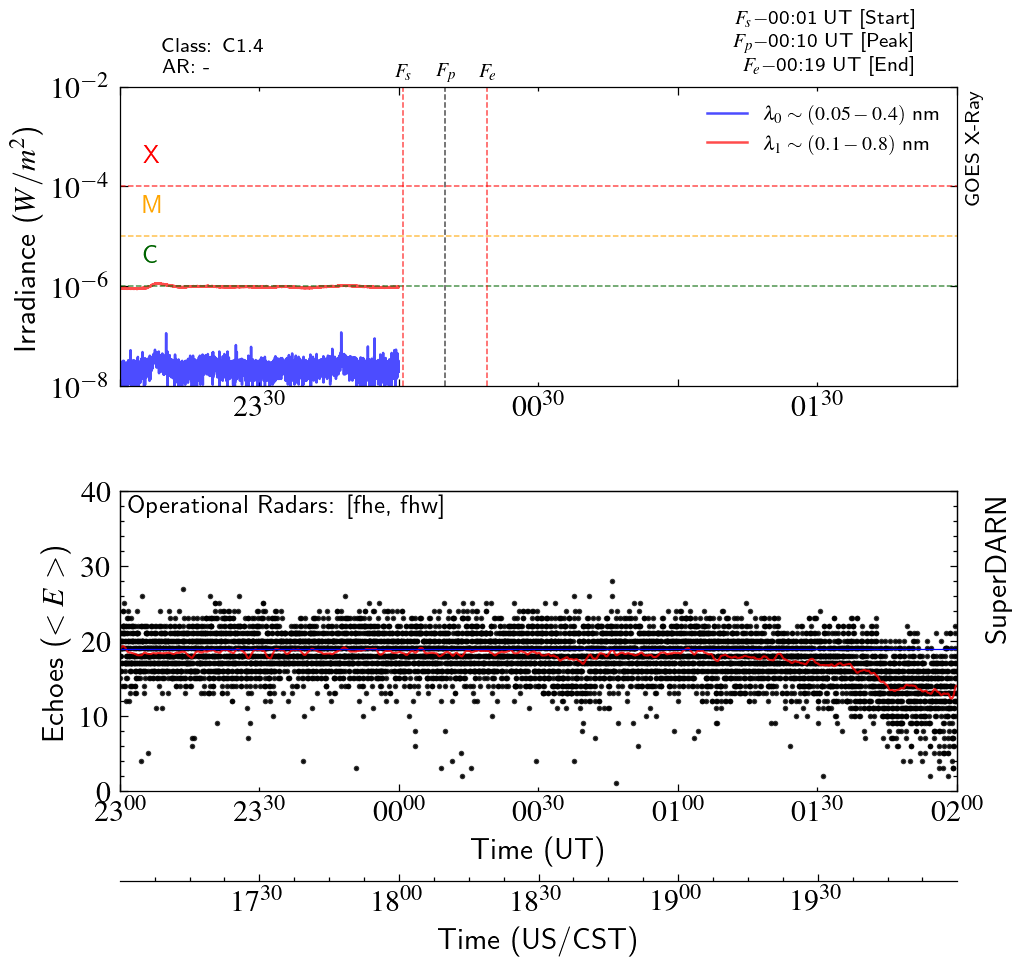 F_s−00:01 UT [Start]
Class: C1.4
F_p−00:10 UT [Peak]
AR: -
F_e−00:19 UT [End]
F_s F_p F_e
10^−2
λ_0 ∼ (0.05 − 0.4) nm
λ_1 ∼ (0.1 − 0.8) nm
GOES X-Ray
X
10^−4
M
C
10^−6
10^−8
Irradiance (W/m^2)
23^30 00^30 01^30
40
Operational Radars: [fhe, fhw]
30
20
10
0
Echoes (< E >)
SuperDARN
23^00 23^30 00^00 00^30 01^00 01^30 02^00
Time (UT)
17^30 18^00 18^30 19^00 19^30
Time (US/CST)